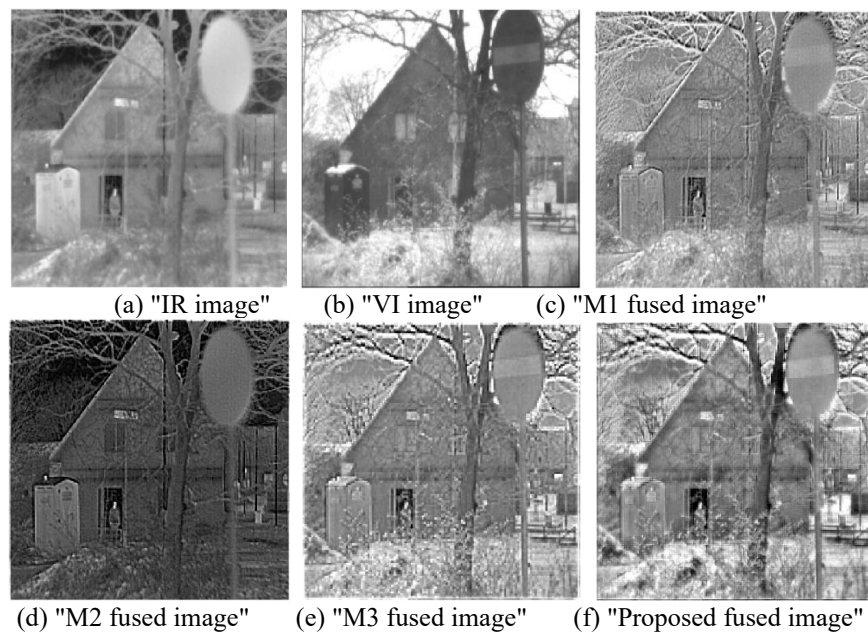 (a) "IR image" (b) "VI image" (c) "M1 fused image"
(d) "M2 fused image" (e) "M3 fused image" (f) "Proposed fused image"